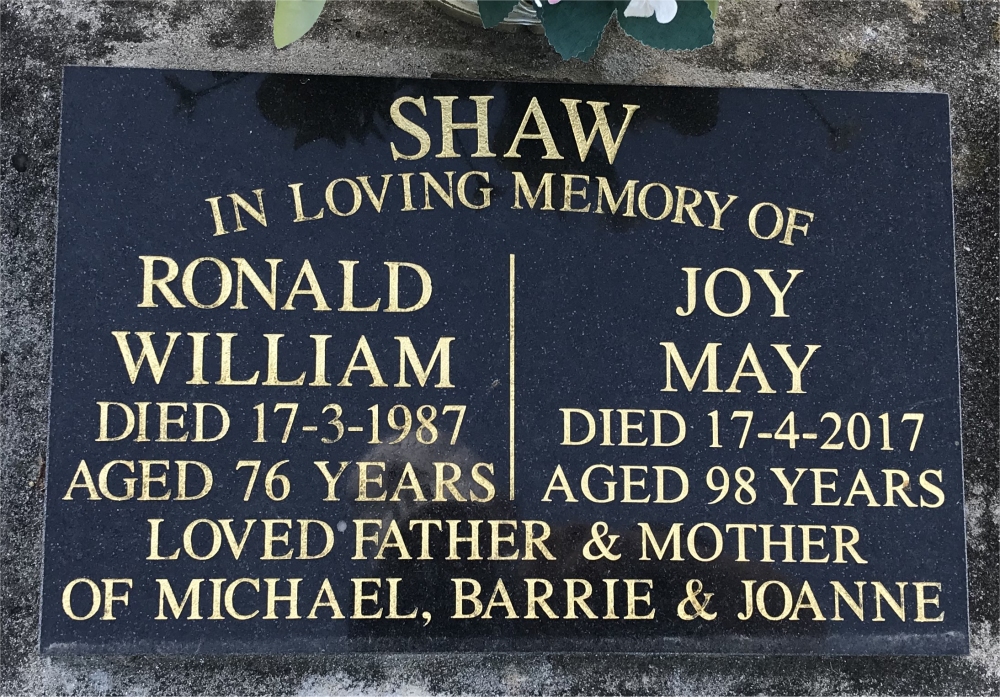 SHAW
IN LOVING MEMORY OF
RONALD
WILLIAM
DIED 17-3-1987
AGED 76 YEARS
JOY
MAY
DIED 17-4-2017
AGED 98 YEARS
LOVED FATHER & MOTHER
OF MICHAEL, BARRIE & JOANNE